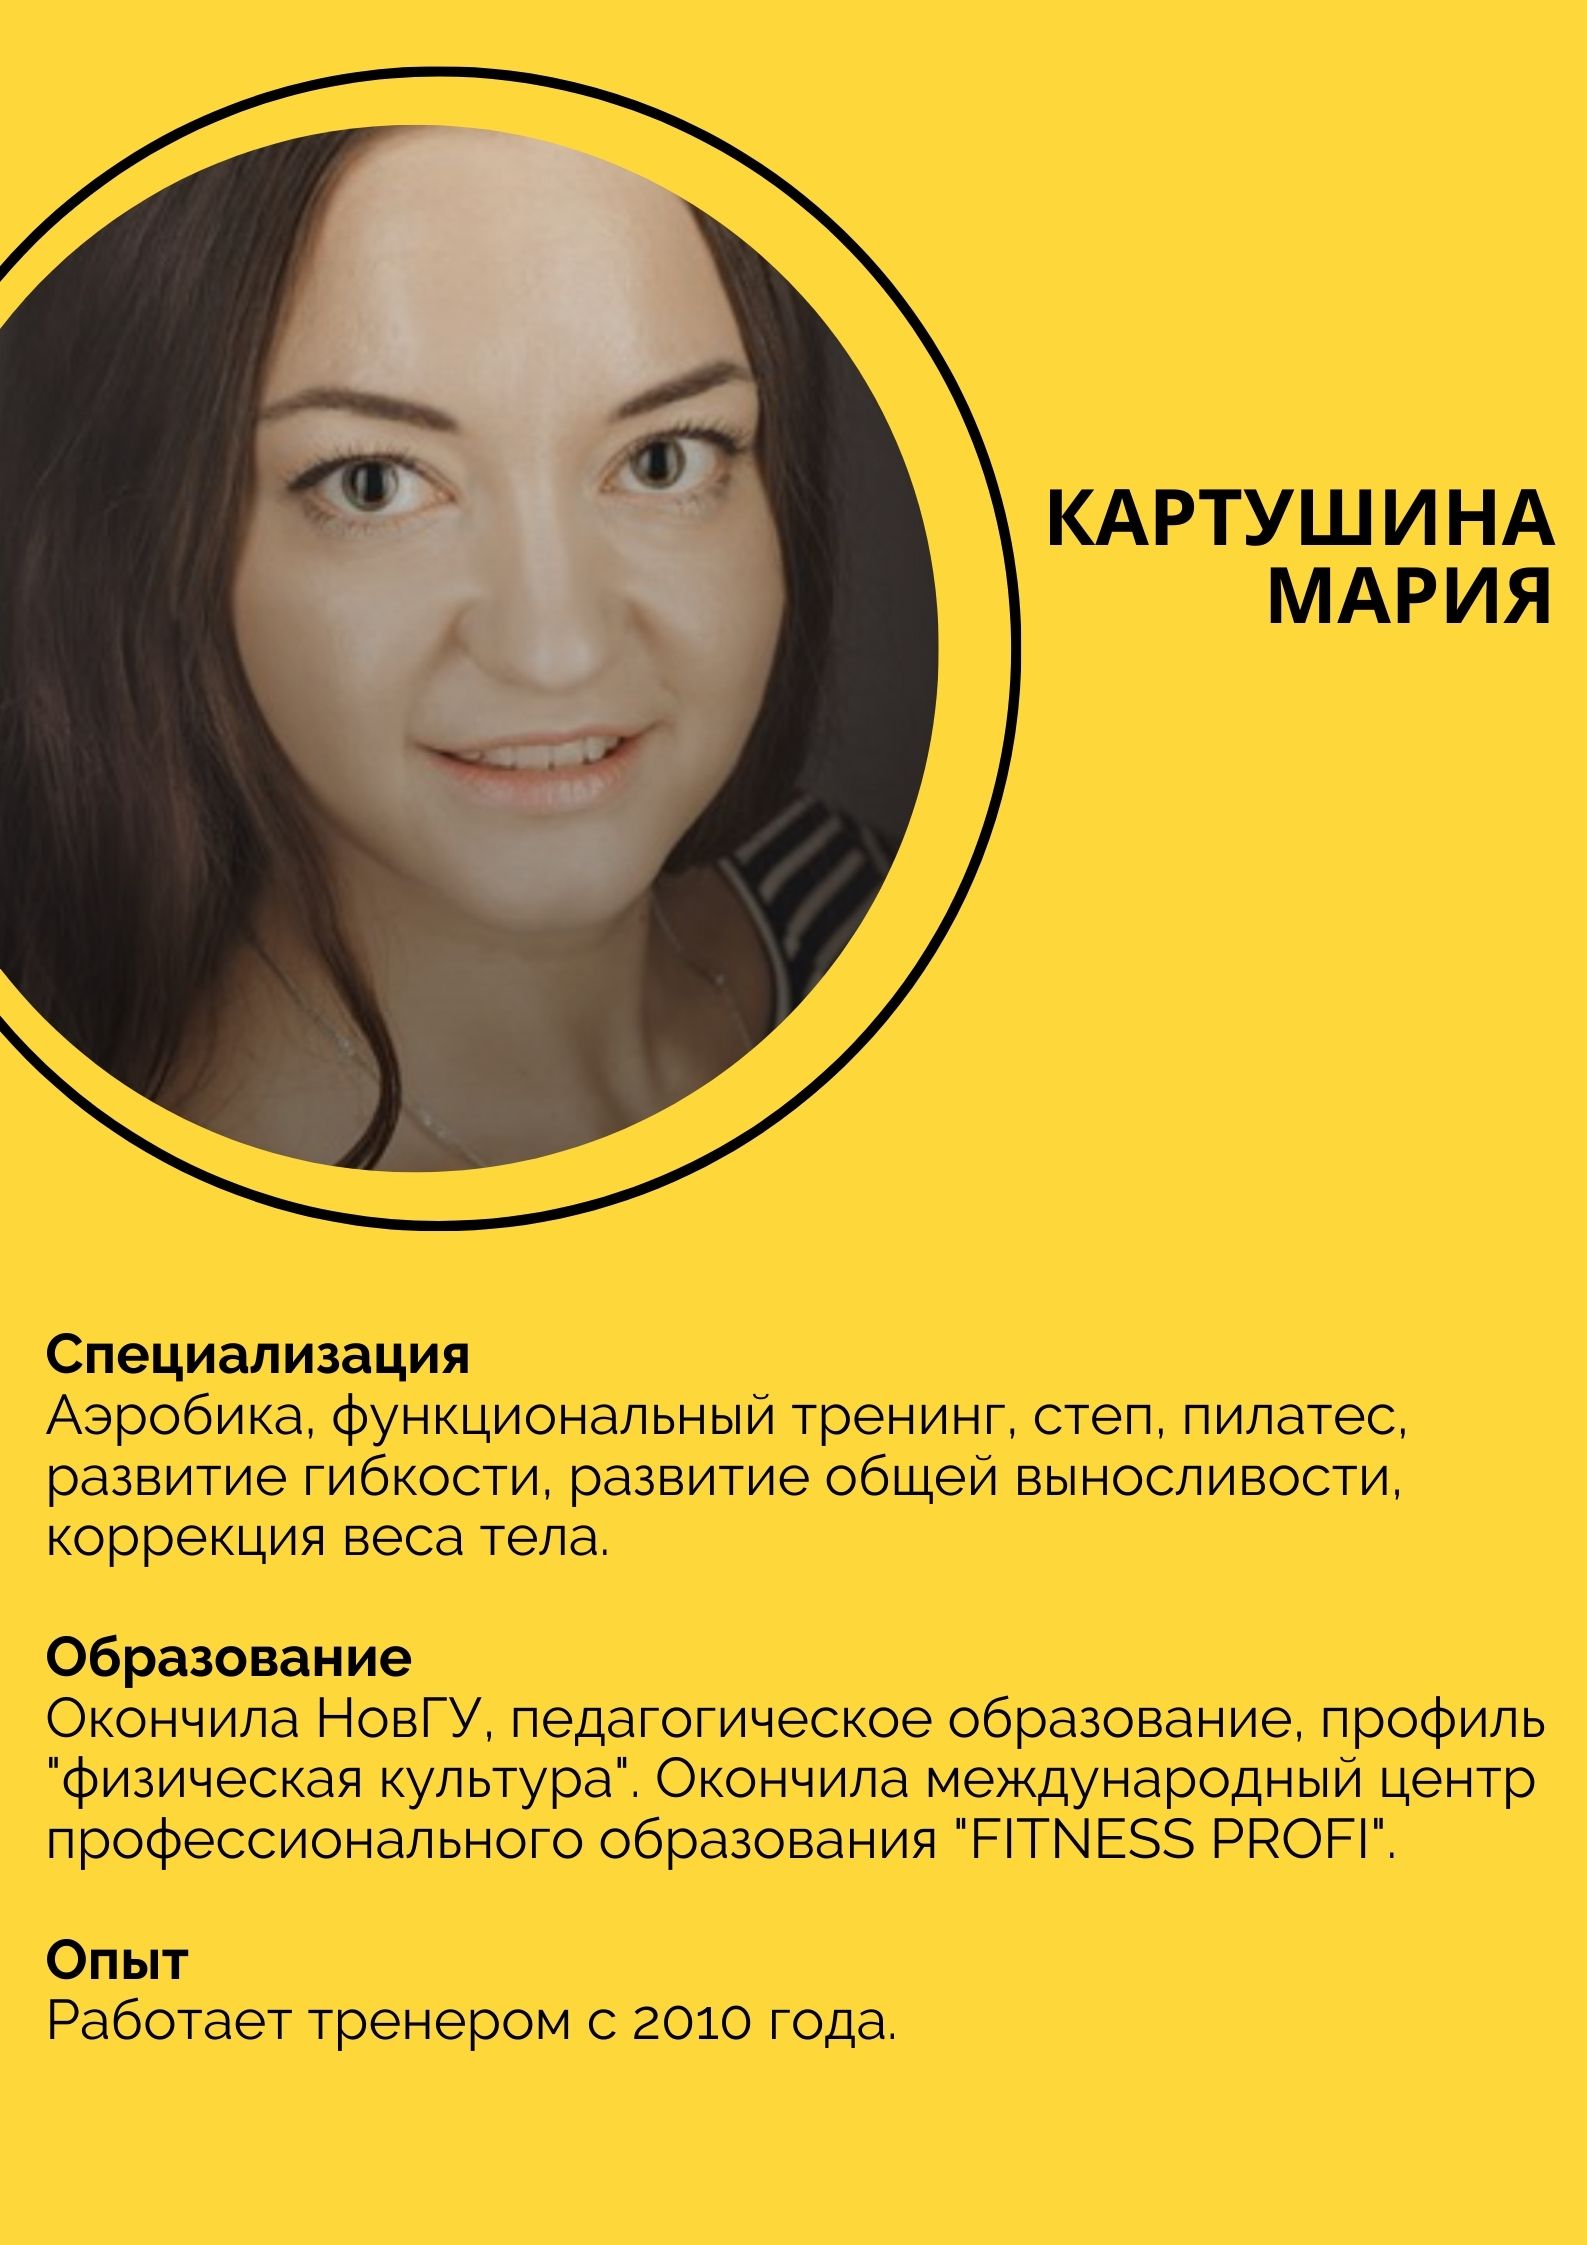 КАРТУШИНА
МАРИЯ
Специализация
Аэробика, функциональный тренинг, степ, пилатес,
развитие гибкости, развитие общей выносливости,
коррекция веса тела.
Образование
Окончила НовГУ, педагогическое образование, профиль
"физическая культура". Окончила международный центр
профессионального образования "FITNESS PROFI".
Опыт
Работает тренером с 2010 года.